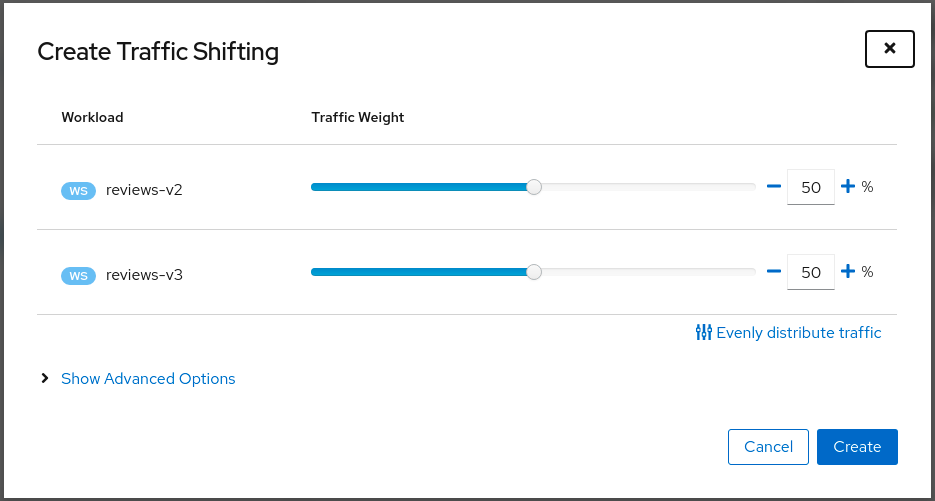 Create Traffic Shifting
Workload Traffic Weight
WS reviews-v2 50 %
WS reviews-v3 50 %
Evenly distribute traffic
Show Advanced Options
Cancel Create